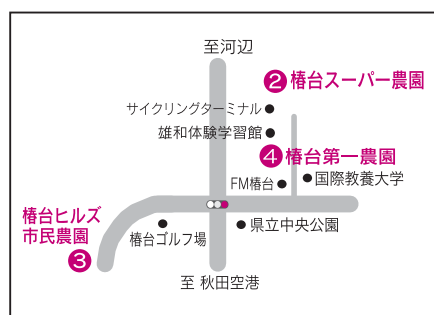 至河辺
❷椿台スーパー農園
サイクリングターミナル
雄和体験学習館
❹椿台第一農園
FM椿台
国際教養大学
椿台ヒルズ
市民農園
❸
椿台ゴルフ場
県立中央公園
至 秋田空港